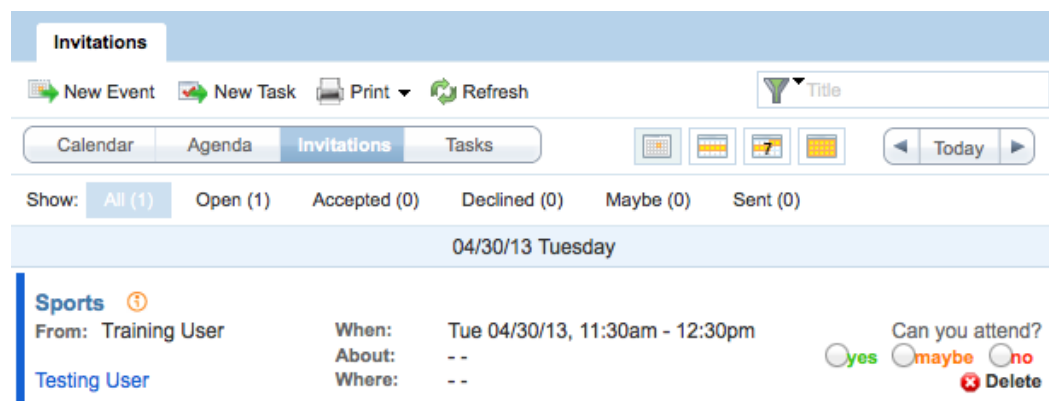 Invitations
New Event New Task Print Refresh Title
Calendar Agenda Invitations Tasks 7 Today
Show: All (1) Open (1) Accepted (0) Declined (0) Maybe (0) Sent (0)
04/30/13 Tuesday
Sports
From: Training User When: Tue 04/30/13, 11:30am - 12:30pm Can you attend?
About: - - yes maybe no
Testing User Where: - - Delete